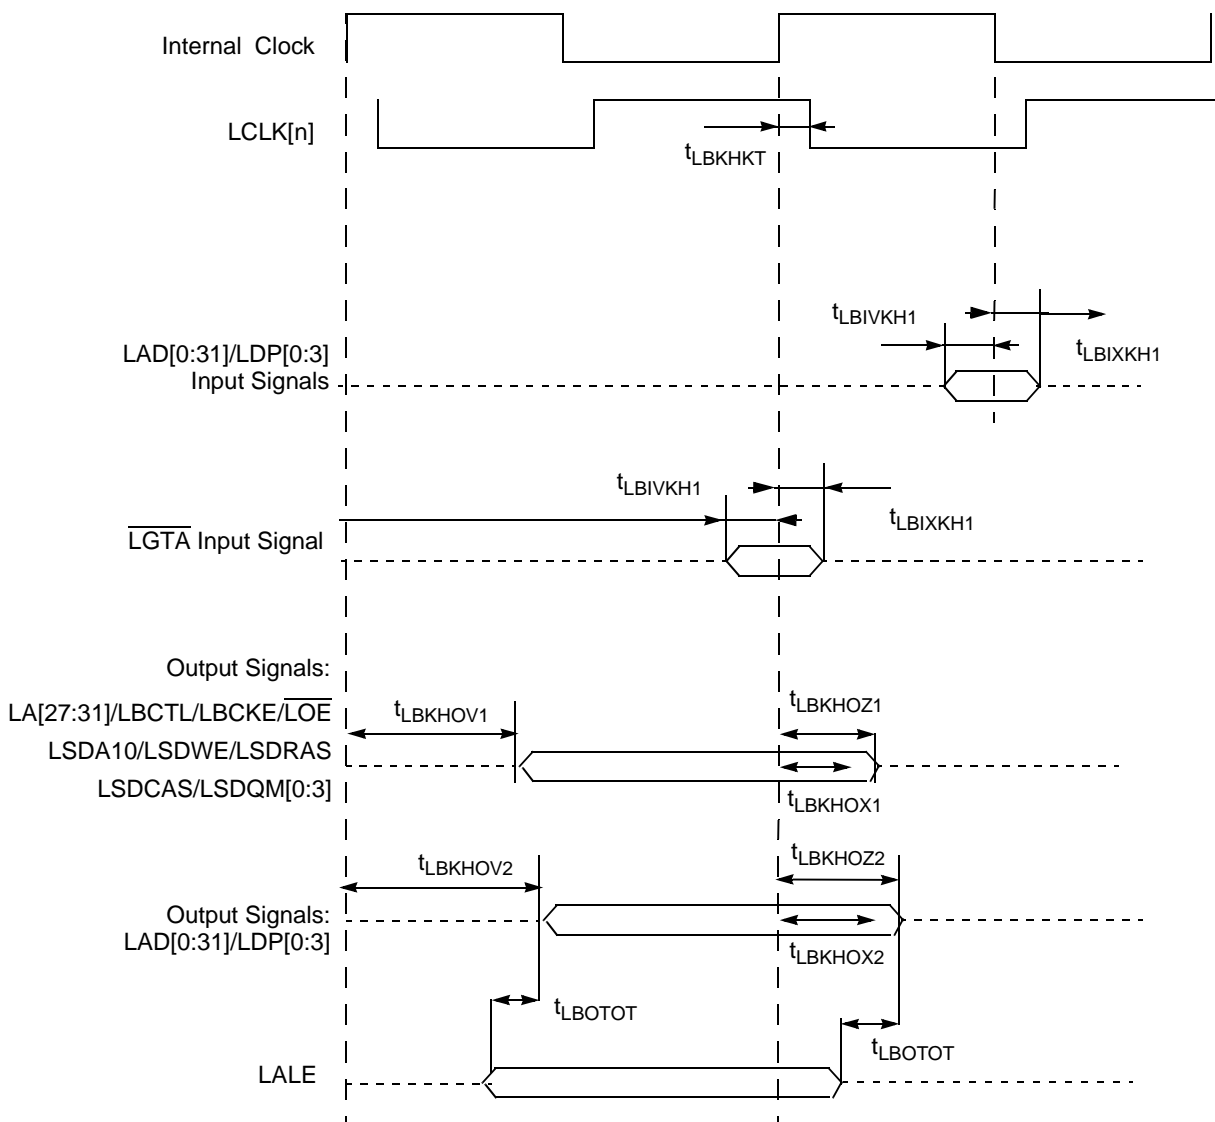 Internal Clock
LCLK[n]
tLBKHKT
tLBIVKH1
tLBIXKH1
LAD[0:31]/LDP[0:3]
Input Signals
tLBIVKH1
tLBIXKH1
LGTA Input Signal
Output Signals:
LA[27:31]/LBCTL/LBCKE/LOE
tLBKHOV1
tLBKHOZ1
LSDA10/LSDWE/LSDRAS
LSDCAS/LSDQM[0:3]
tLBKHOX1
tLBKHOV2
tLBKHOZ2
Output Signals:
LAD[0:31]/LDP[0:3]
tLBKHOX2
tLBOTOT
tLBOTOT
LALE